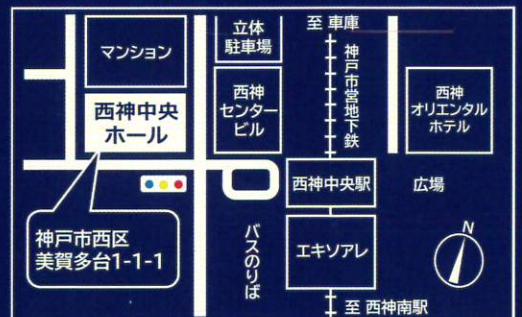 マンション
立体
駐車場
至 車庫
神戸市営地下鉄
西神中央
ホール
西神
センター
ビル
西神
オリエンタル
ホテル
西神中央駅
広場
神戸市西区
美賀多台1-1-1
バスのりば
エキソアレ
N
至 西神南駅